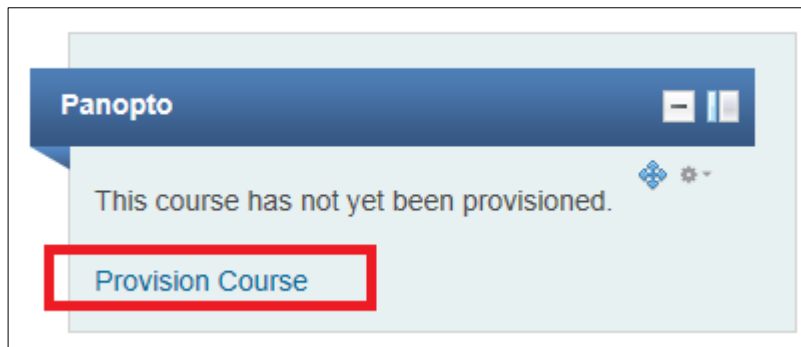 Panopto
This course has not yet been provisioned.
Provision Course